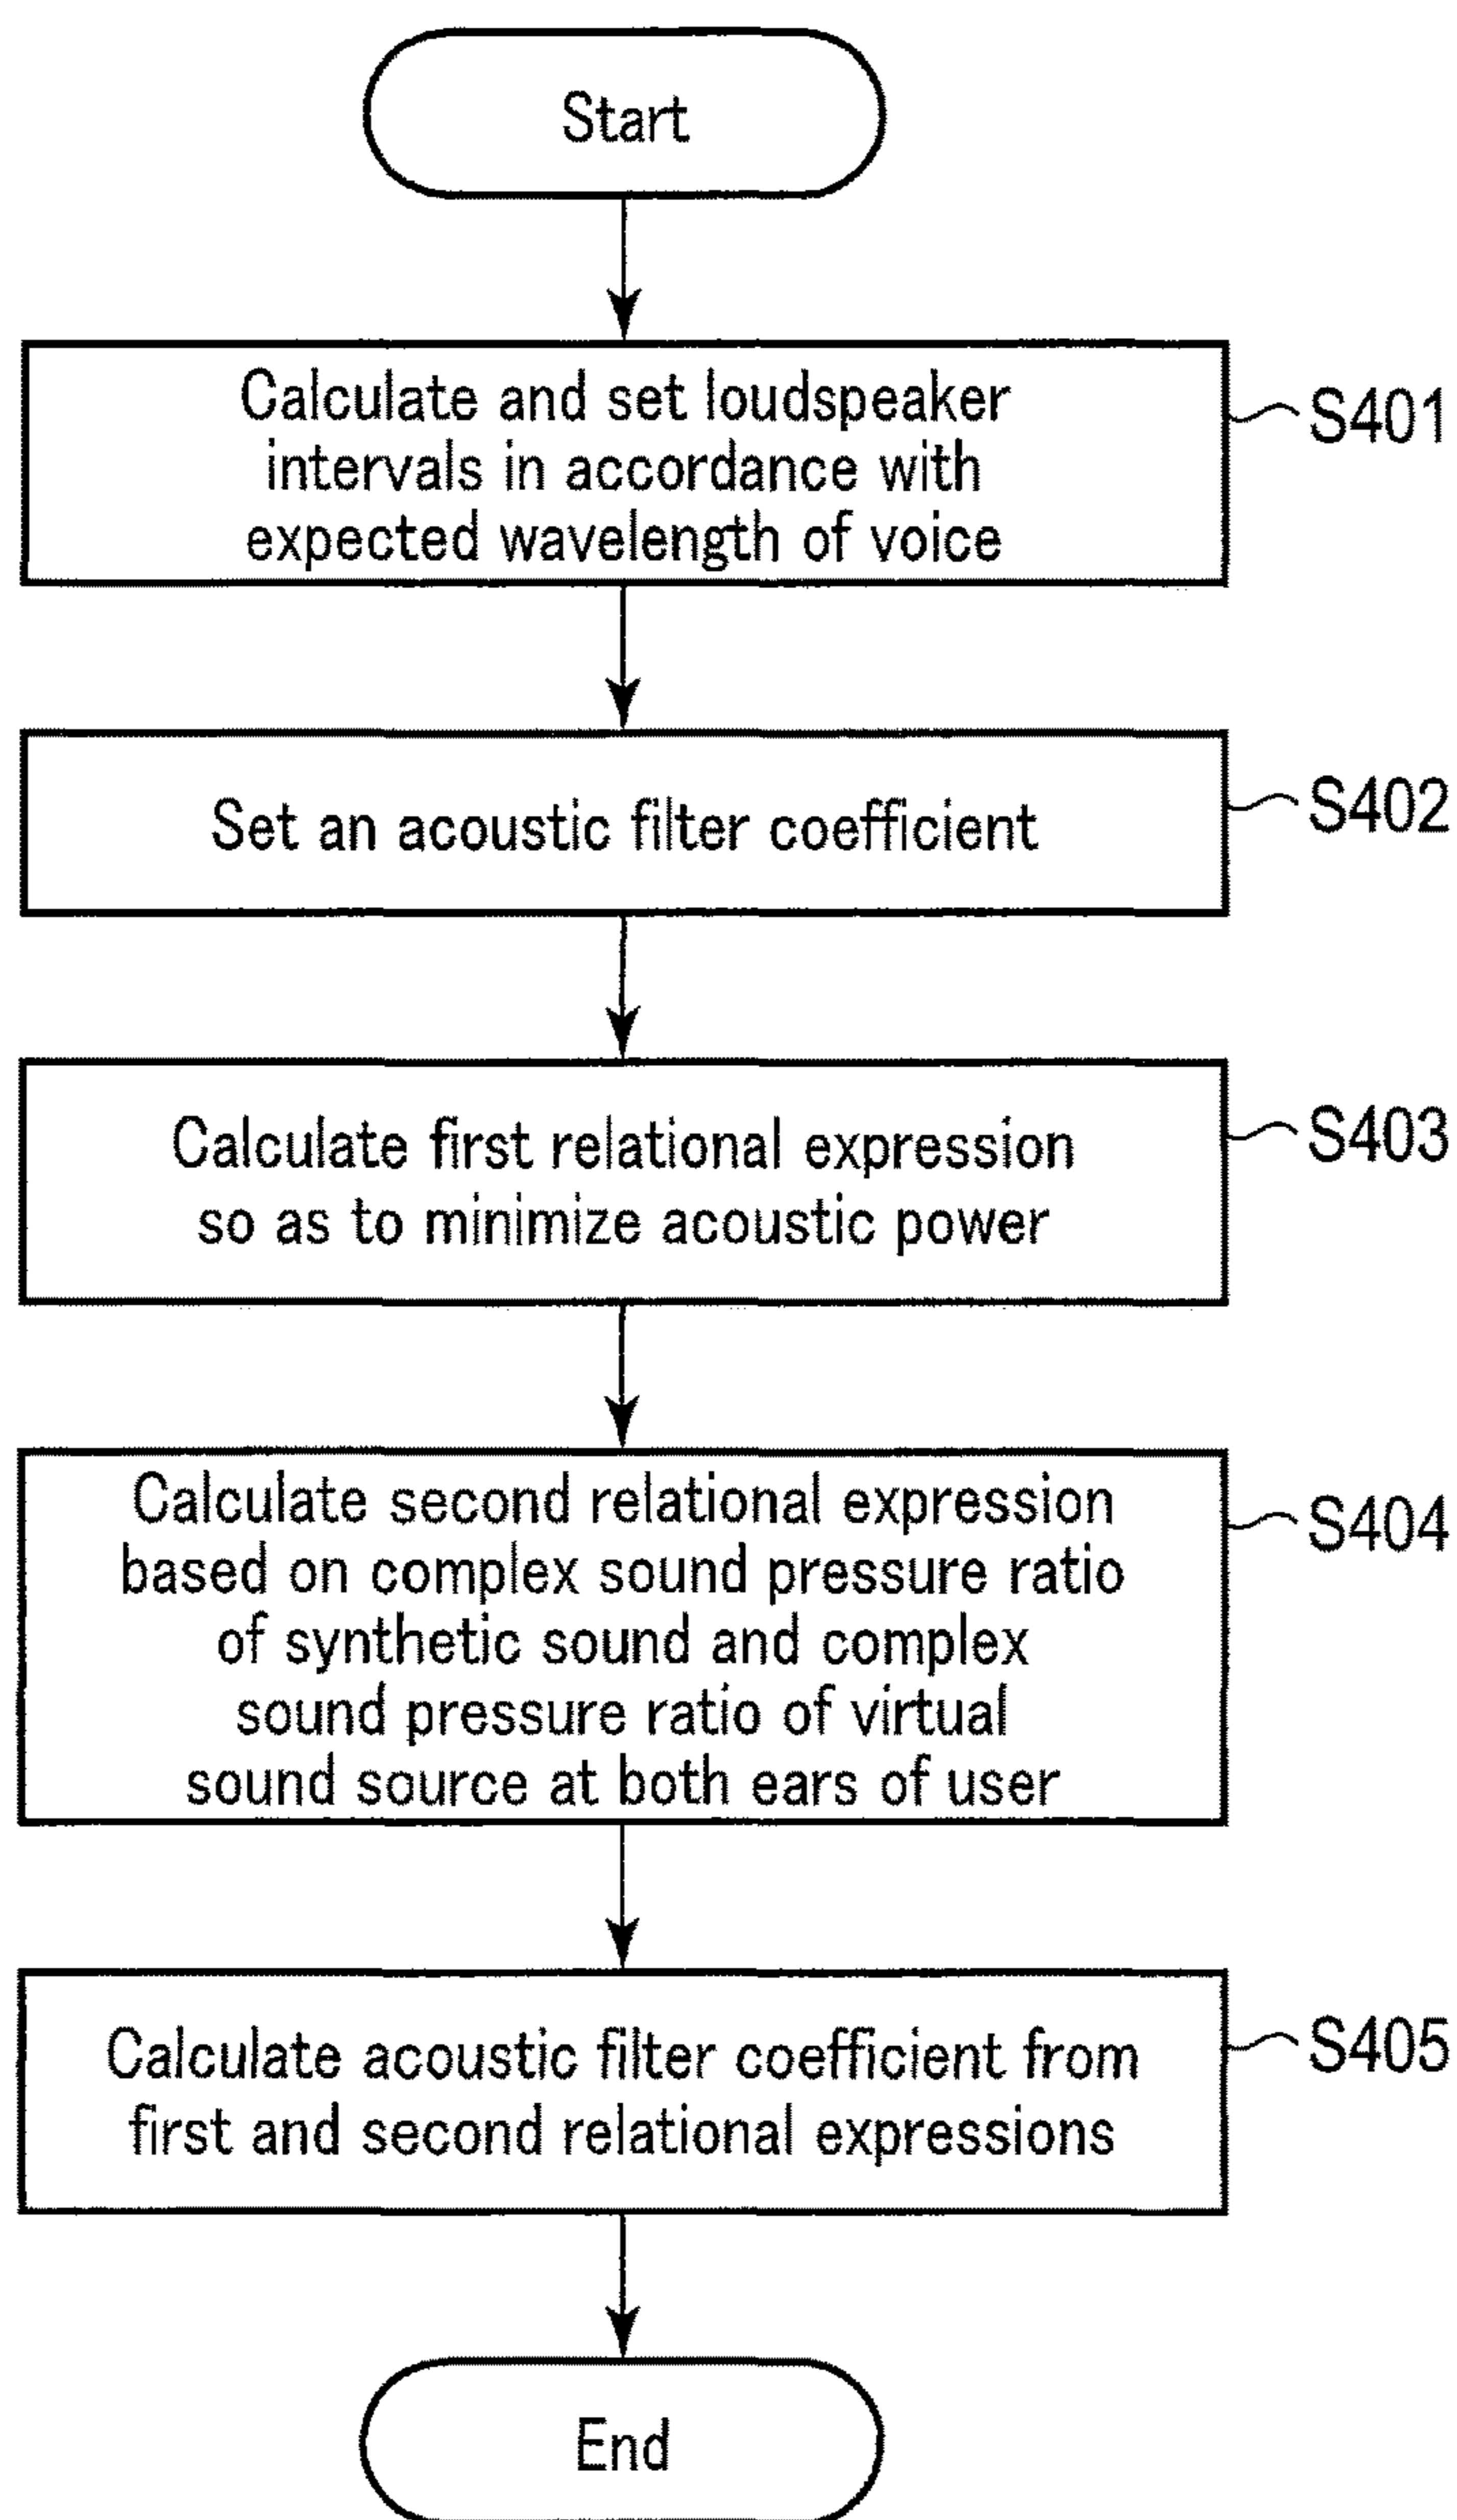 Start
Calculate and set loudspeaker
intervals in accordance with
expected wavelength of voice
S401
Set an acoustic filter coefficient
S402
Calculate first relational expression
so as to minimize acoustic power
S403
Calculate second relational expression
based on complex sound pressure ratio
of synthetic sound and complex
sound pressure ratio of virtual
sound source at both ears of user
S404
Calculate acoustic filter coefficient from
first and second relational expressions
S405
End